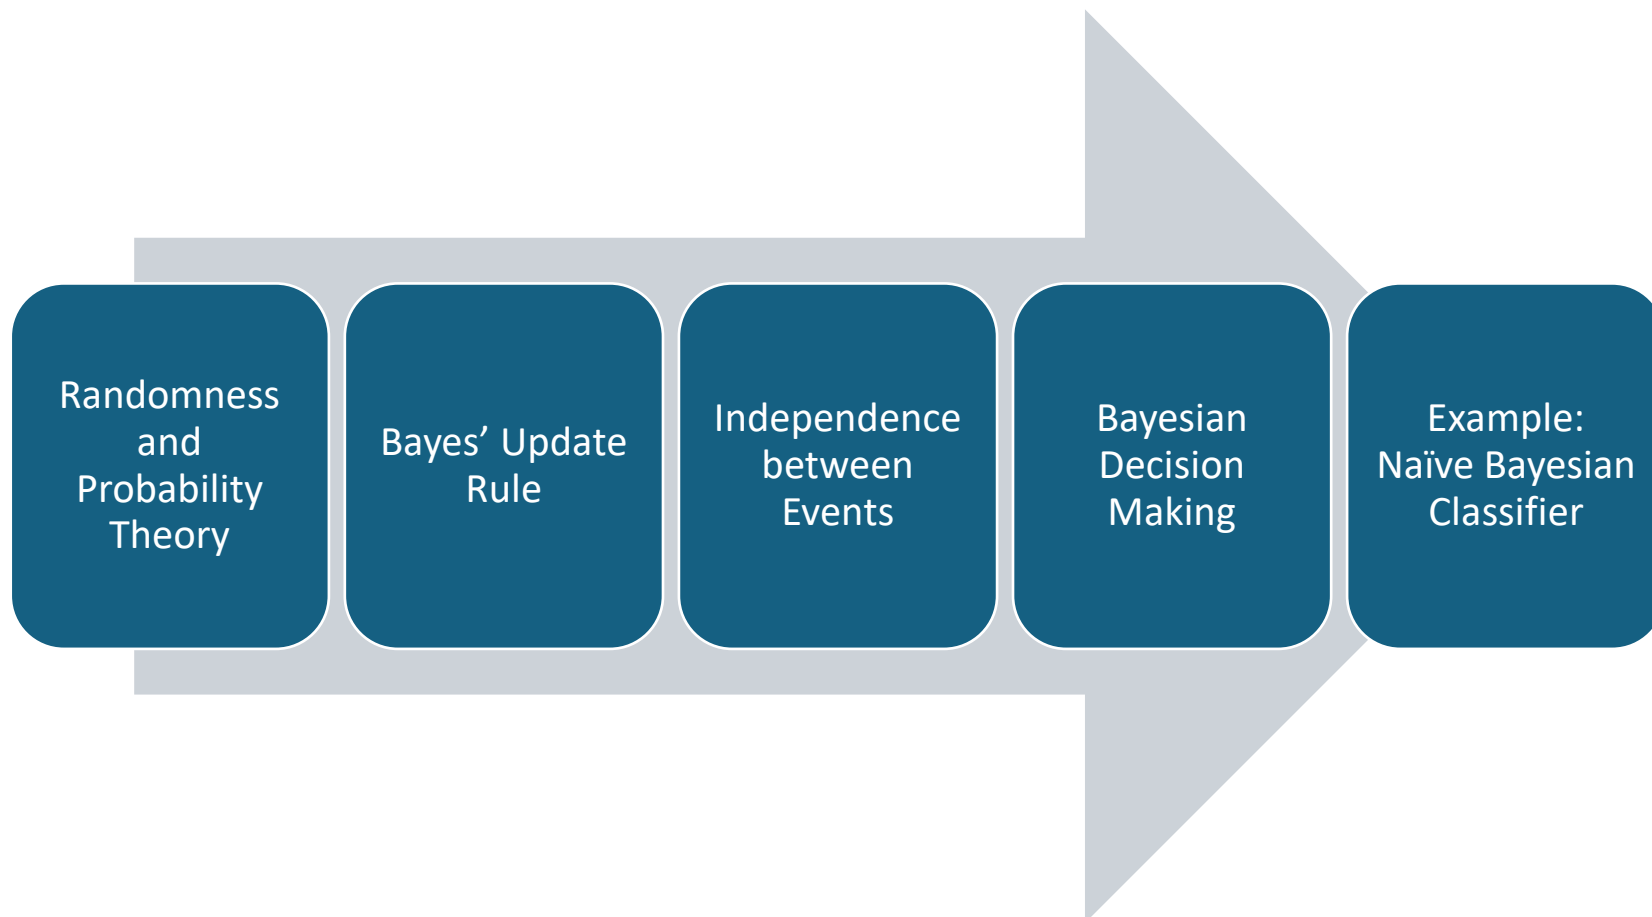 Randomness
and
Probability
Theory
Bayes’ Update
Rule
Independence
between
Events
Bayesian
Decision
Making
Example:
Naïve Bayesian
Classifier